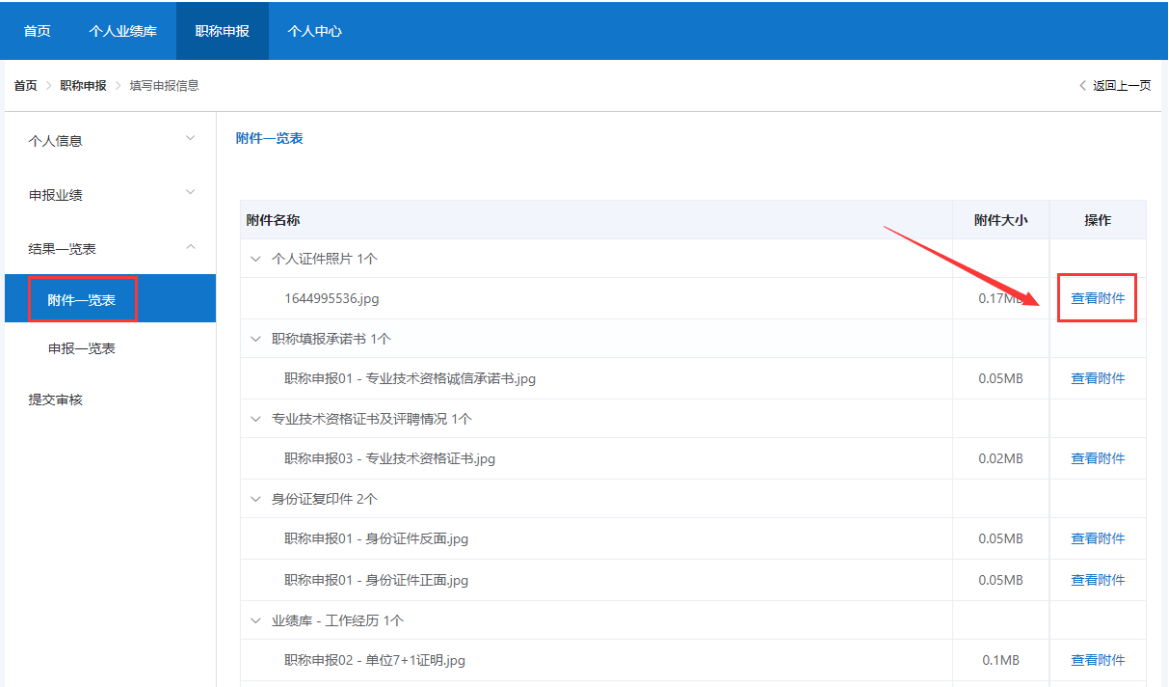 首页 个人业绩库 职称申报 个人中心
首页 > 职称申报 > 填写申报信息 < 返回上一页
个人信息
申报业绩
结果一览表
附件一览表
申报一览表
提交审核
附件一览表
附件名称 附件大小 操作
个人证件照片 1个
1644995536.jpg 0.17MB 查看附件
职称填报承诺书 1个
职称申报01 - 专业技术资格诚信承诺书.jpg 0.05MB 查看附件
专业技术资格证书及评聘情况 1个
职称申报03 - 专业技术资格证书.jpg 0.02MB 查看附件
身份证复印件 2个
职称申报01 - 身份证件反面.jpg 0.05MB 查看附件
职称申报01 - 身份证件正面.jpg 0.05MB 查看附件
业绩库 - 工作经历 1个
职称申报02 - 单位7+1证明.jpg 0.1MB 查看附件